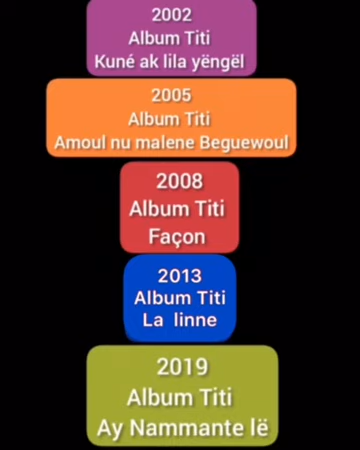 2002
Album Titi
Kuné ak lila yëngël
2005
Album Titi
Amoul nu malene Beguewoul
2008
Album Titi
Façon
2013
Album Titi
La linne
2019
Album Titi
Ay Nammante lë